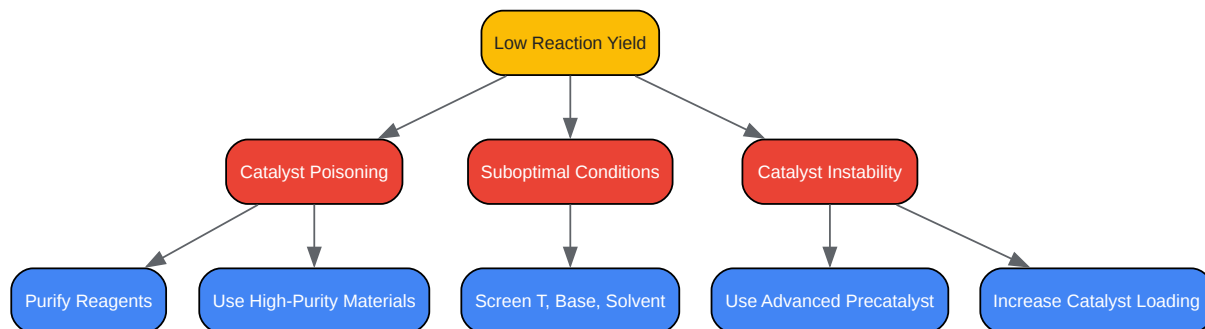 Low Reaction Yield
Catalyst Poisoning
Suboptimal Conditions
Catalyst Instability
Purify Reagents
Use High-Purity Materials
Screen T, Base, Solvent
Use Advanced Precatalyst
Increase Catalyst Loading